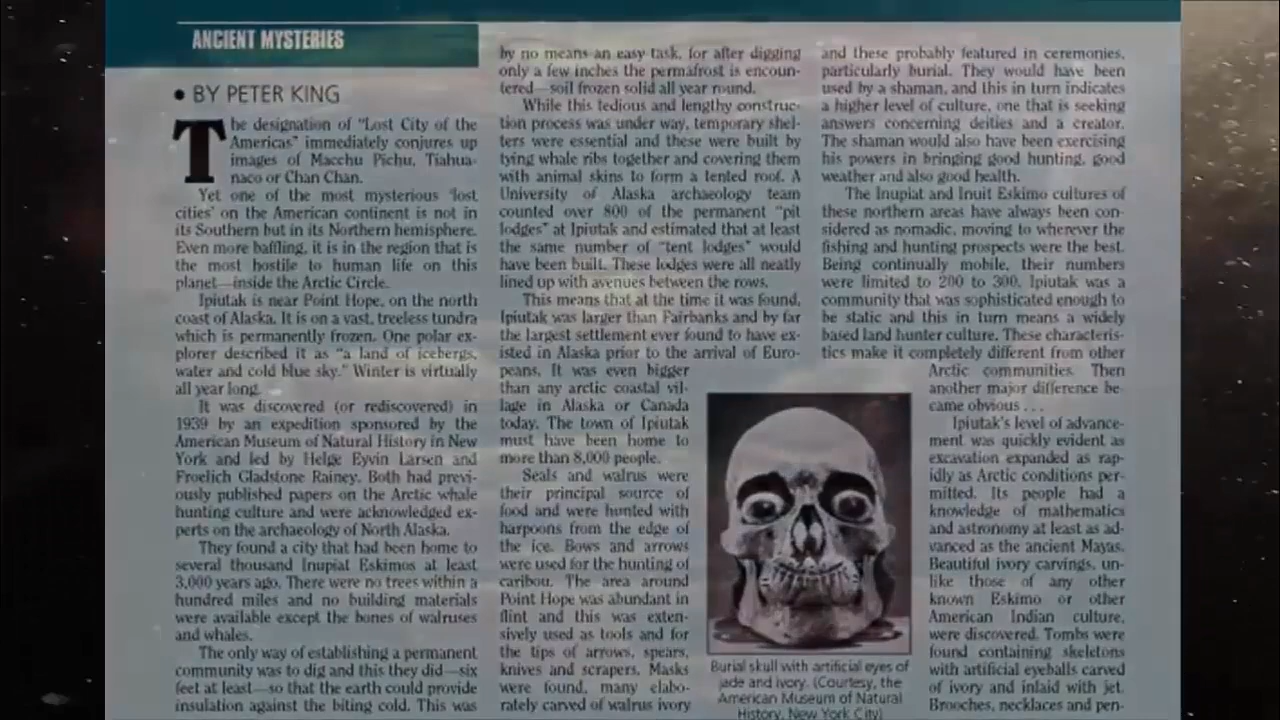 ANCIENT MYSTERIES
• BY PETER KING
The designation of "Lost City of the
Americas" immediately conjures up
images of Macchu Pichu, Tiahua-
naco or Chan Chan.
Yet one of the most mysterious 'lost
cities' on the American continent is not in
its Southern but in its Northern hemisphere.
Even more baffling, it is in the region that is
the most hostile to human life on this
planet—inside the Arctic Circle.
Ipiutak is near Point Hope, on the north
coast of Alaska. It is on a vast, treeless tundra
which is permanently frozen. One polar ex-
plorer described it as "a land of icebergs,
water and cold blue sky." Winter is virtually
all year long.
It was discovered (or rediscovered) in
1939 by an expedition sponsored by the
American Museum of Natural History in New
York and led by Helge Eyvin Larsen and
Froelich Gladstone Rainey. Both had previ-
ously published papers on the Arctic whale
hunting culture and were acknowledged ex-
perts on the archaeology of North Alaska.
They found a city that had been home to
several thousand Inupiat Eskimos at least
3,000 years ago. There were no trees within a
hundred miles and no building materials
were available except the bones of walruses
and whales.
The only way of establishing a permanent
community was to dig and this they did—six
feet at least—so that the earth could provide
insulation against the biting cold. This was
by no means an easy task, for after digging
only a few inches the permafrost is encoun-
tered—soil frozen solid all year round.
While this tedious and lengthy construc-
tion process was under way, temporary shel-
ters were essential and these were built by
tying whale ribs together and covering them
with animal skins to form a tented roof. A
University of Alaska archaeology team
counted over 800 of the permanent "pit
lodges" at Ipiutak and estimated that at least
the same number of "tent lodges" would
have been built. These lodges were all neatly
lined up with avenues between the rows.
This means that at the time it was found,
Ipiutak was larger than Fairbanks and by far
the largest settlement ever found to have ex-
isted in Alaska prior to the arrival of Euro-
peans. It was even bigger
than any arctic coastal vil-
lage in Alaska or Canada
today. The town of Ipiutak
must have been home to
more than 8,000 people.
Seals and walrus were
their principal source of
food and were hunted with
harpoons from the edge of
the ice. Bows and arrows
were used for the hunting of
caribou. The area around
Point Hope was abundant in
flint and this was exten-
sively used as tools and for
the tips of arrows, spears,
knives and scrapers. Masks
were found, many elabo-
rately carved of walrus ivory
and these probably featured in ceremonies,
particularly burial. They would have been
used by a shaman, and this in turn indicates
a higher level of culture, one that is seeking
answers concerning deities and a creator.
The shaman would also have been exercising
his powers in bringing good hunting, good
weather and also good health.
The Inupiat and Inuit Eskimo cultures of
these northern areas have always been con-
sidered as nomadic, moving to wherever the
fishing and hunting prospects were the best.
Being continually mobile, their numbers
were limited to 200 to 300. Ipiutak was a
community that was sophisticated enough to
be static and this in turn means a widely
based land hunter culture. These characteris-
tics make it completely different from other
Arctic communities. Then
another major difference be-
came obvious . . .
Ipiutak's level of advance-
ment was quickly evident as
excavation expanded as rap-
idly as Arctic conditions per-
mitted. Its people had a
knowledge of mathematics
and astronomy at least as ad-
vanced as the ancient Mayas.
Beautiful ivory carvings, un-
like those of any other
known Eskimo or other
American Indian culture,
were discovered. Tombs were
found containing skeletons
with artificial eyeballs carved
of ivory and inlaid with jet.
Brooches, necklaces and pen-
Burial skull with artificial eyes of
jade and ivory. (Courtesy, the
American Museum of Natural
History, New York City)